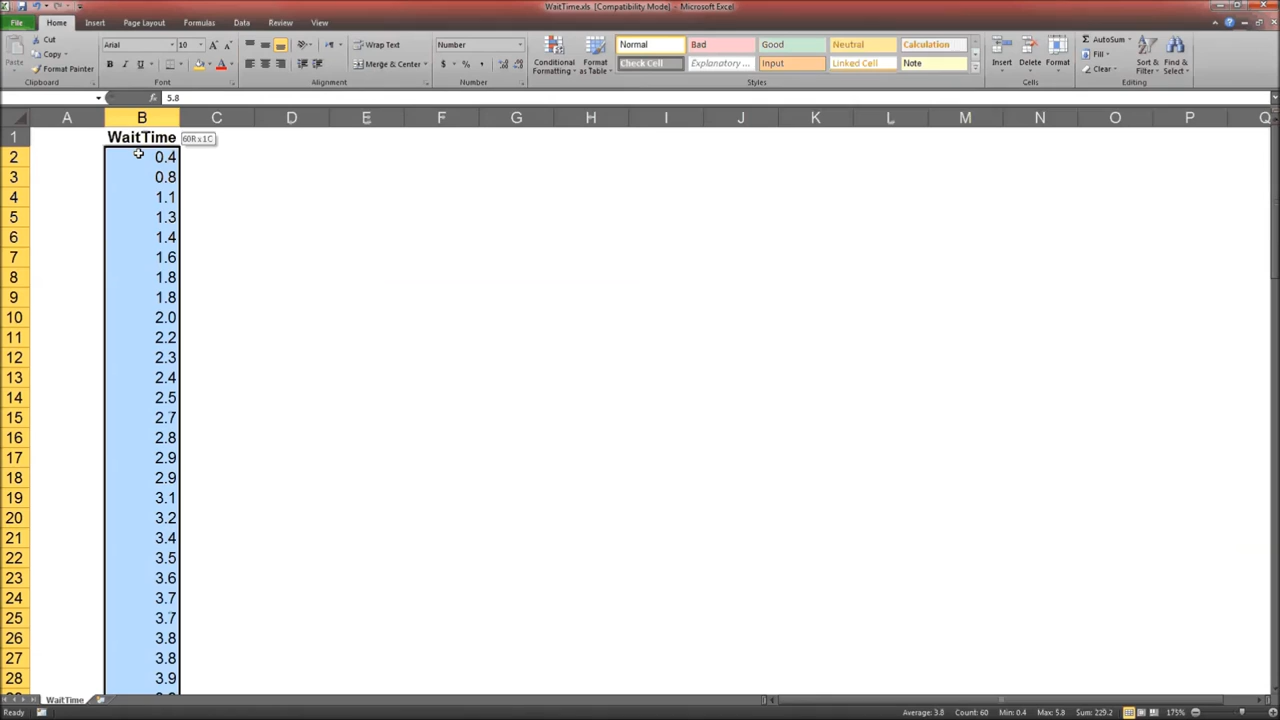 WaitTime.xls [Compatibility Mode] - Microsoft Excel
File Home Insert Page Layout Formulas Data Review View
Paste Cut Copy Format Painter Clipboard
Arial 10 B I U Font
Wrap Text Merge & Center Alignment
Number $ % , Number
Conditional Formatting Format as Table
Normal Bad Good Neutral Calculation
Check Cell Explanatory ... Input Linked Cell Note
Styles
Insert Delete Format Cells
AutoSum Fill Clear Sort & Filter Find & Select Editing
fx 5.8
A B C D E F G H I J K L M N O P Q
1 WaitTime 60R x 1C
2 0.4
3 0.8
4 1.1
5 1.3
6 1.4
7 1.6
8 1.8
9 1.8
10 2.0
11 2.2
12 2.3
13 2.4
14 2.5
15 2.7
16 2.8
17 2.9
18 2.9
19 3.1
20 3.2
21 3.4
22 3.5
23 3.6
24 3.7
25 3.7
26 3.8
27 3.8
28 3.9
WaitTime
Ready Average: 3.8 Count: 60 Min: 0.4 Max: 5.8 Sum: 229.2 175%